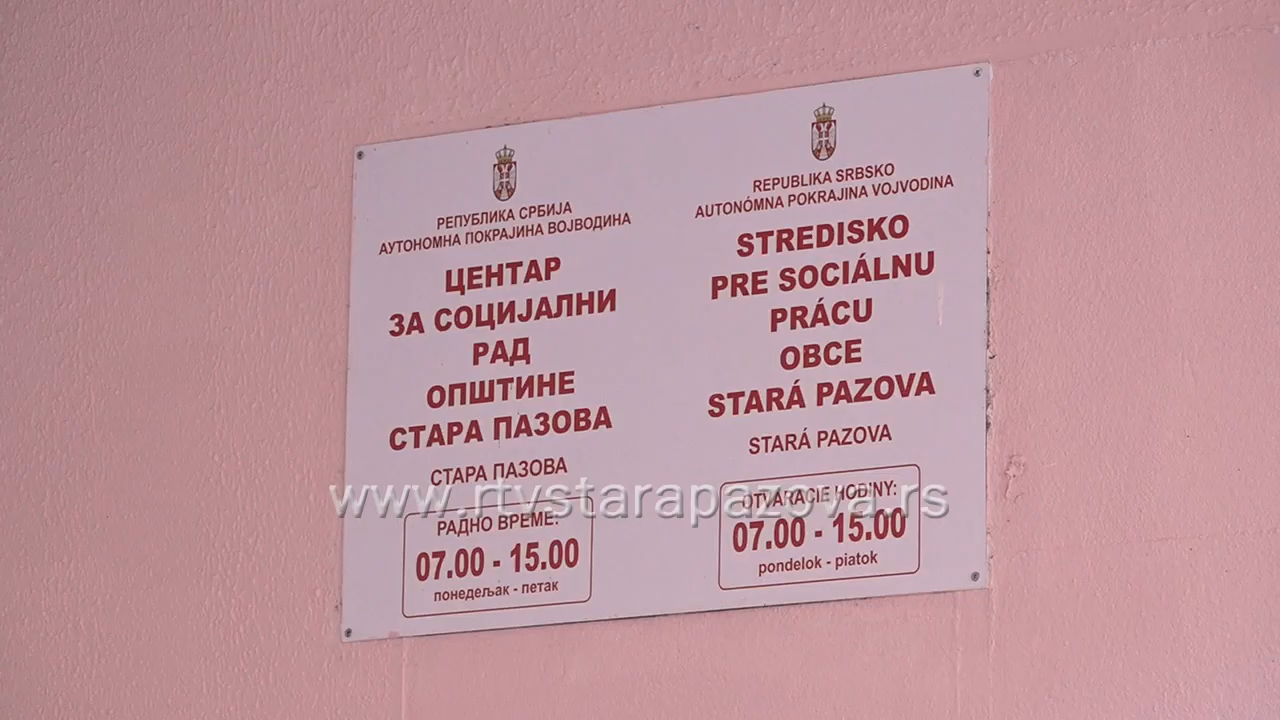 РЕПУБЛИКА СРБИЈА
АУТОНОМНА ПОКРАЈИНА ВОЈВОДИНА
ЦЕНТАР
ЗА СОЦИЈАЛНИ
РАД
ОПШТИНЕ
СТАРА ПАЗОВА
СТАРА ПАЗОВА
РАДНО ВРЕМЕ:
07.00 - 15.00
понедељак - петак
REPUBLIKA SRBSKO
AUTONÓMNA POKRAJINA VOJVODINA
STREDISKO
PRE SOCIÁLNU
PRÁCU
OBCE
STARÁ PAZOVA
STARÁ PAZOVA
OTVARACIE HODINY:
07.00 - 15.00
pondelok - piatok
www.rtvstarapazova.rs